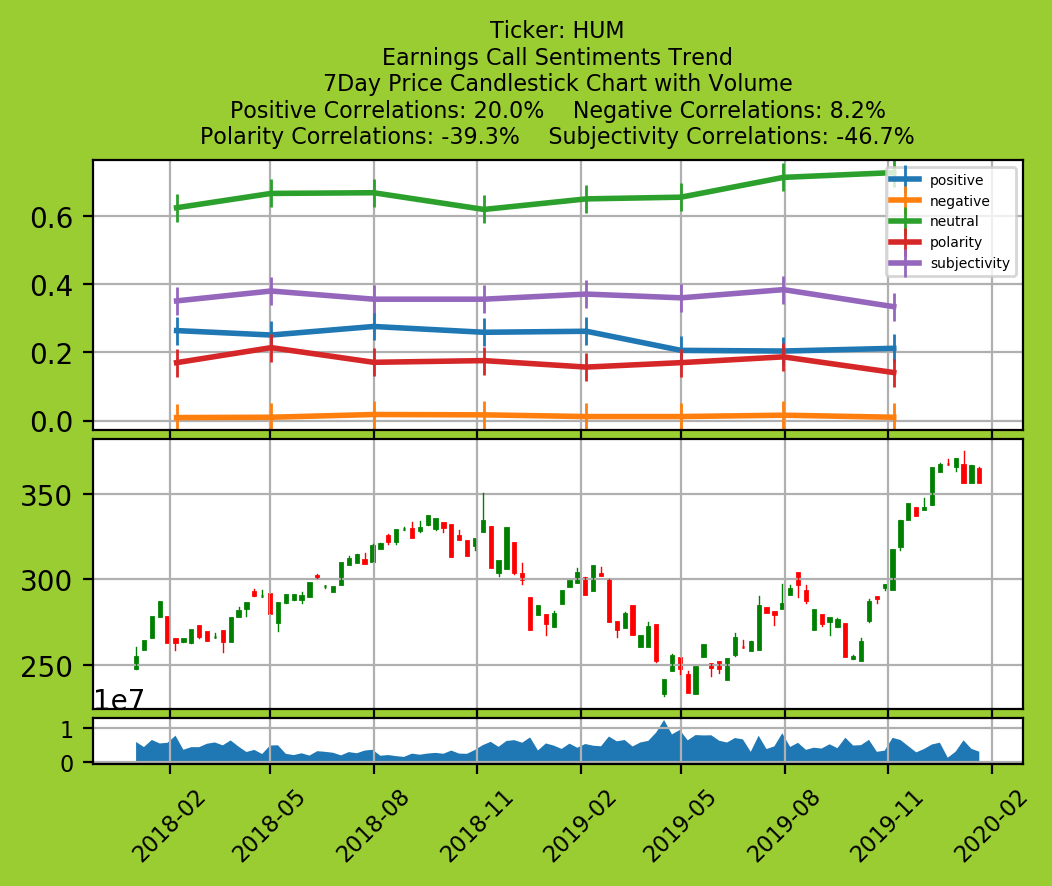 Ticker: HUM
Earnings Call Sentiments Trend
7Day Price Candlestick Chart with Volume
Positive Correlations: 20.0%    Negative Correlations: 8.2%
Polarity Correlations: -39.3%    Subjectivity Correlations: -46.7%
positive
negative
neutral
polarity
subjectivity
0.6
0.4
0.2
0.0
350
300
250
1e7
1
0
2018-02
2018-05
2018-08
2018-11
2019-02
2019-05
2019-08
2019-11
2020-02